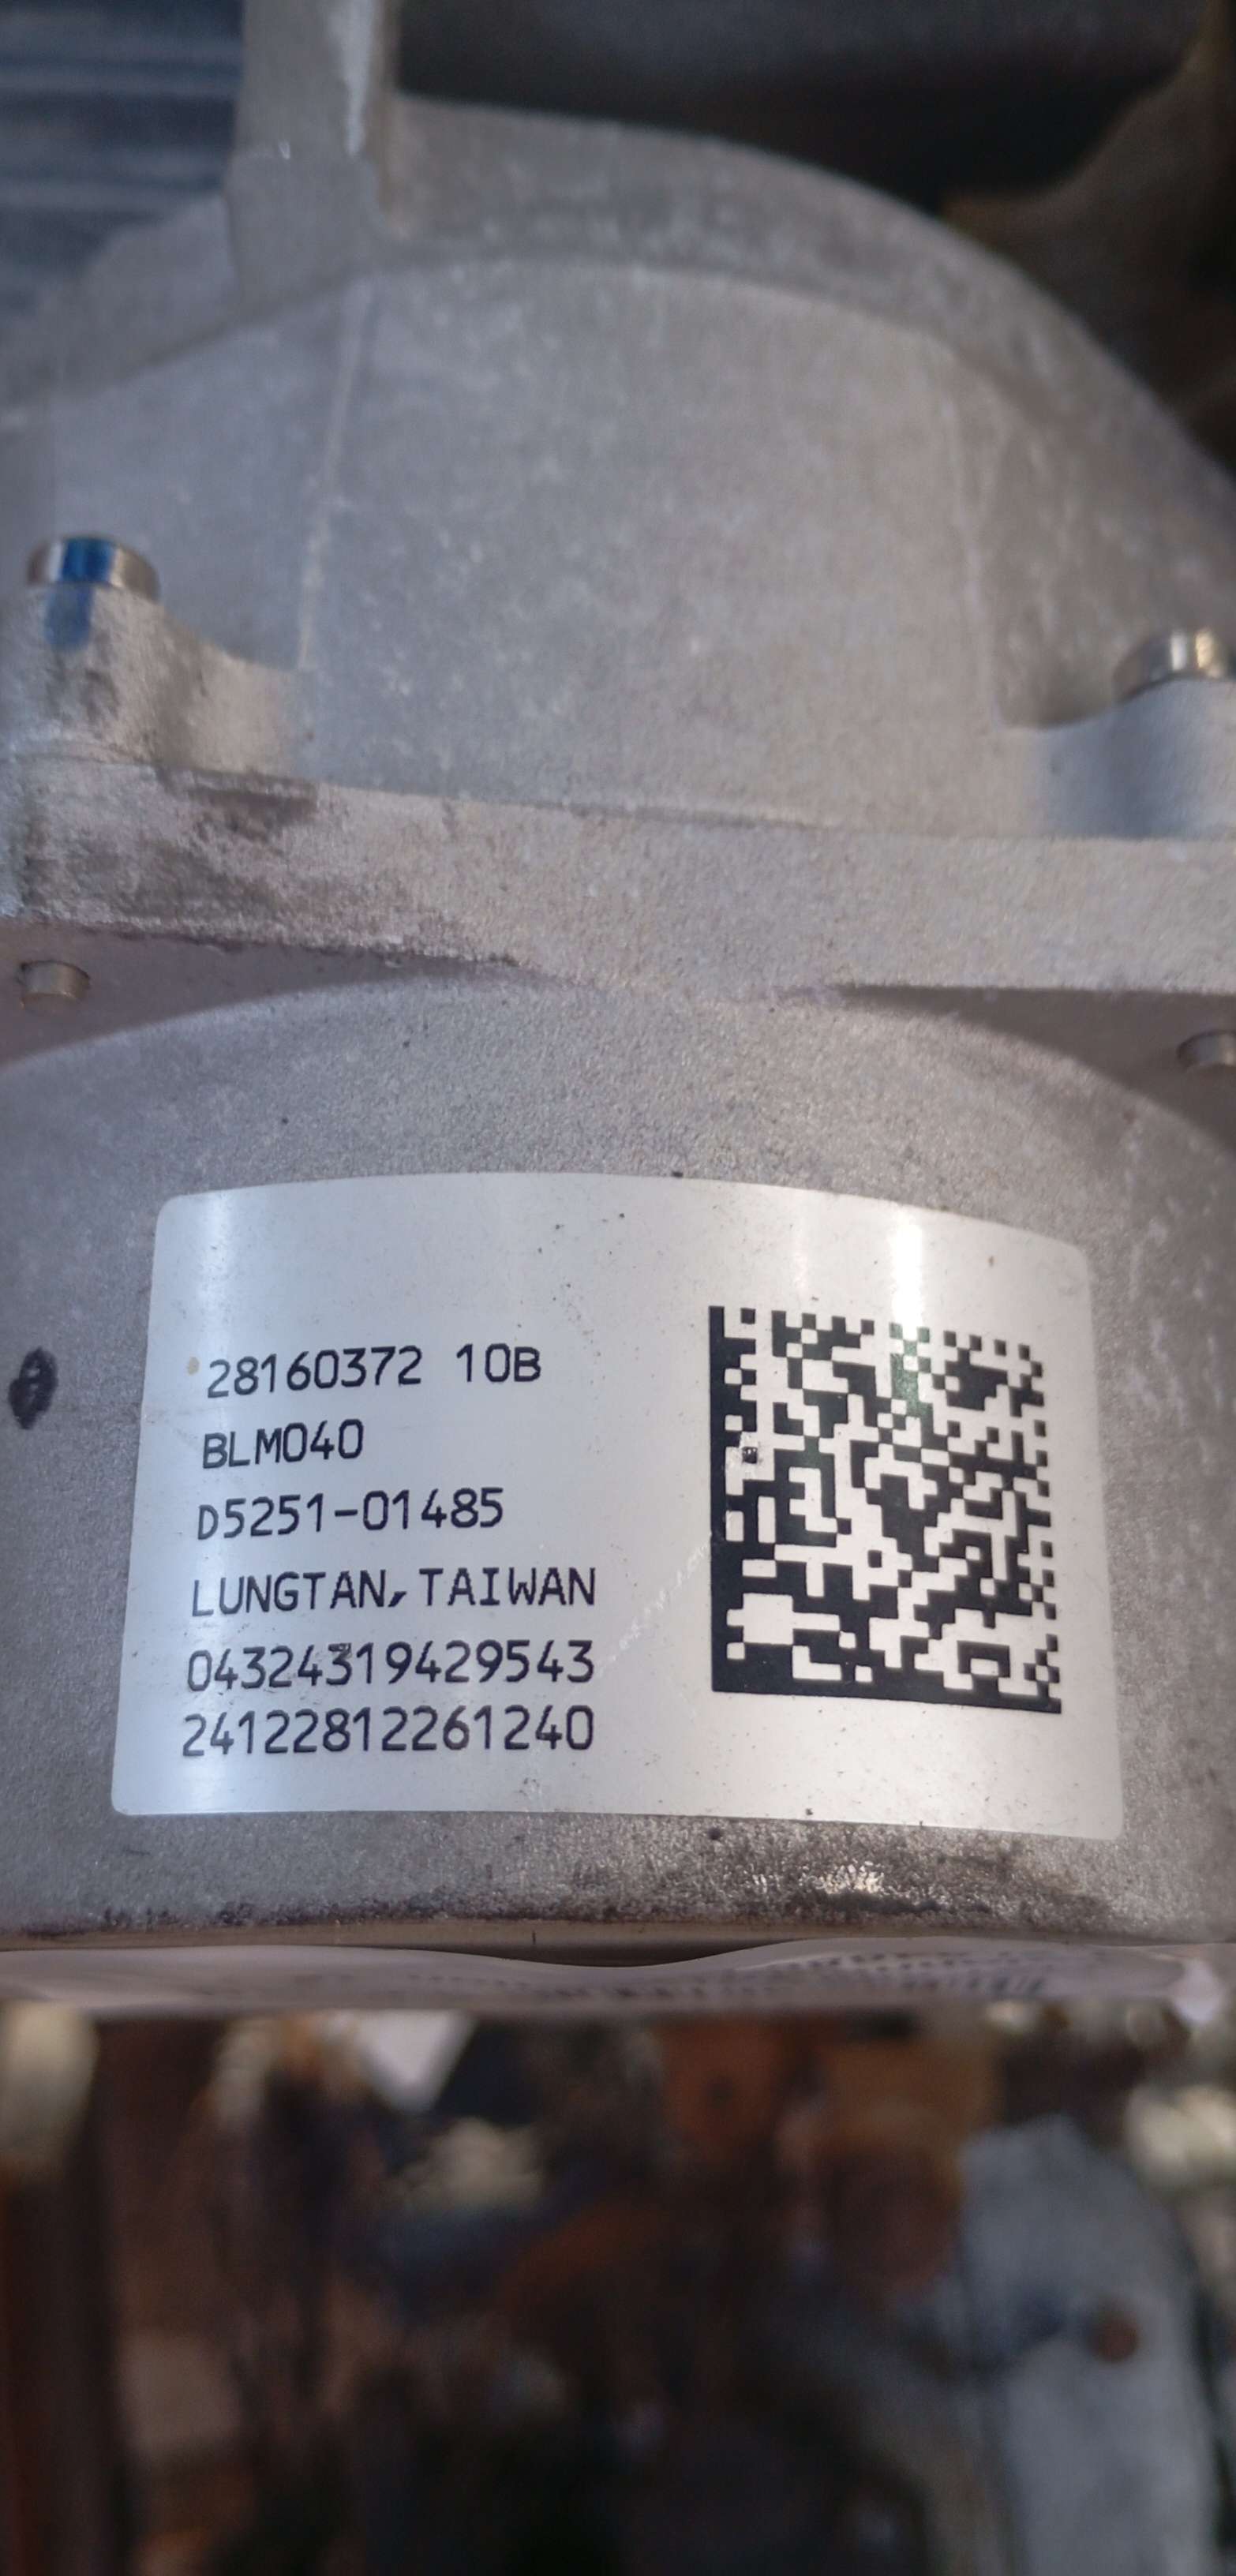 28160372 10B
BLM040
D5251-01485
LUNGTAN, TAIWAN
04324319429543
24122812261240